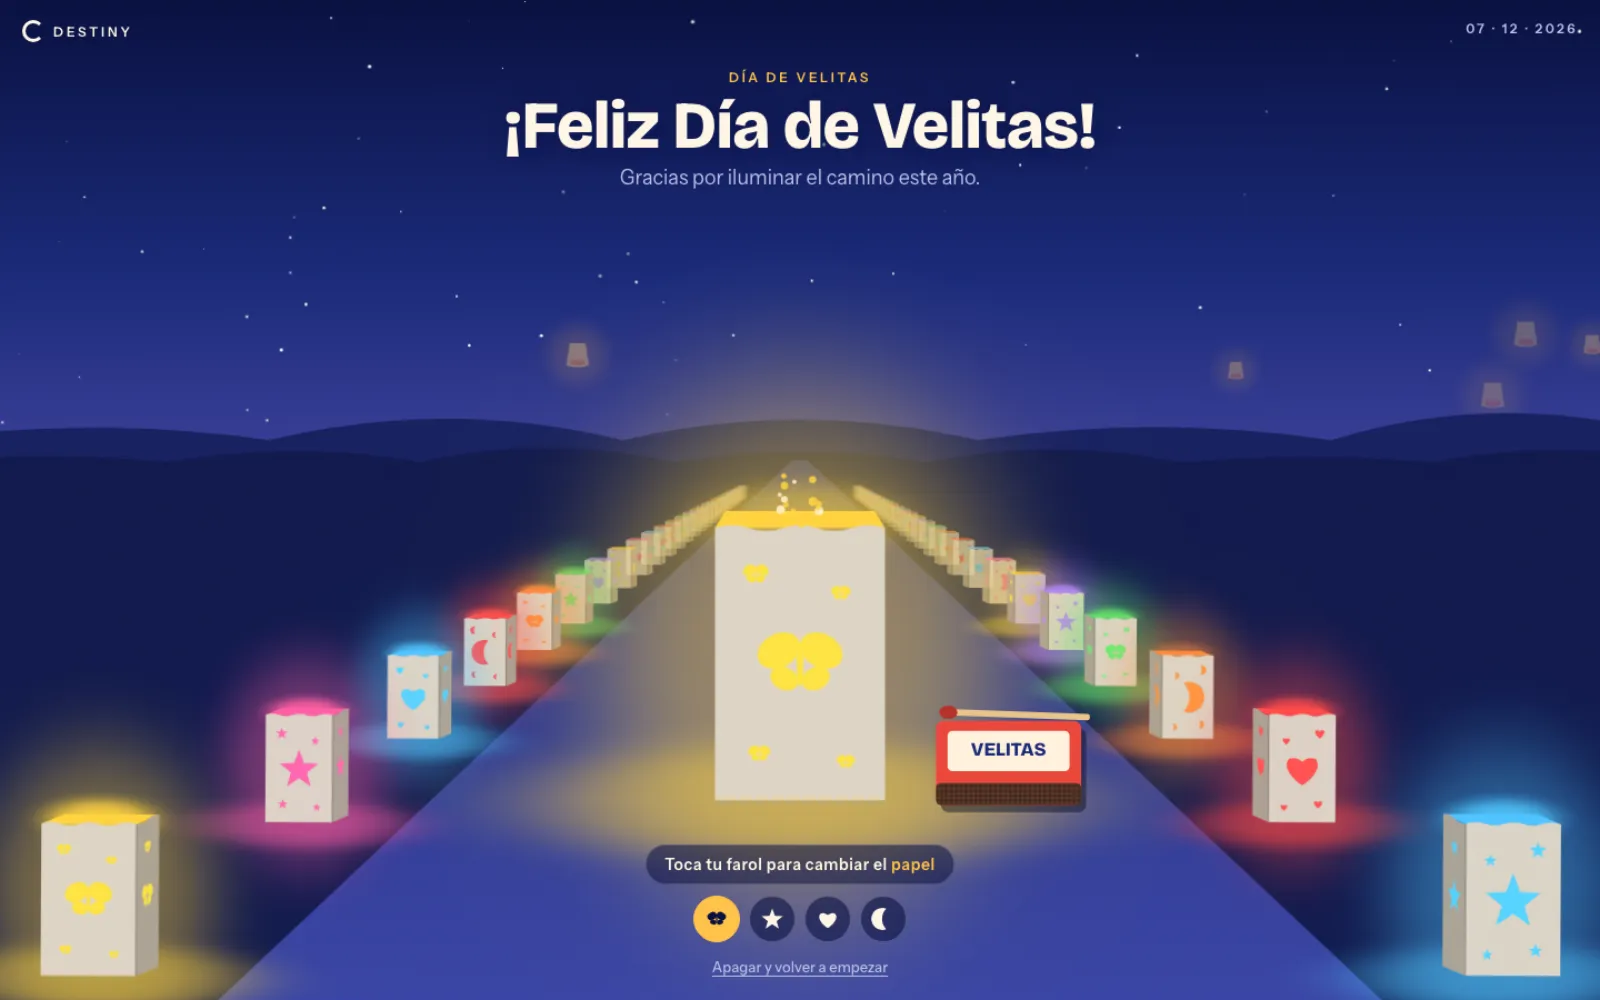 DESTINY
07 · 12 · 2026
DÍA DE VELITAS
¡Feliz Día de Velitas!
Gracias por iluminar el camino este año.
VELITAS
Toca tu farol para cambiar el papel
Apagar y volver a empezar